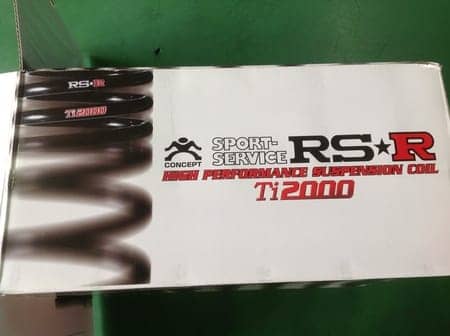 RS★R
Ti2000
CONCEPT
SPORT-
SERVICE
RS★R
HIGH PERFORMANCE SUSPENSION COIL
Ti2000